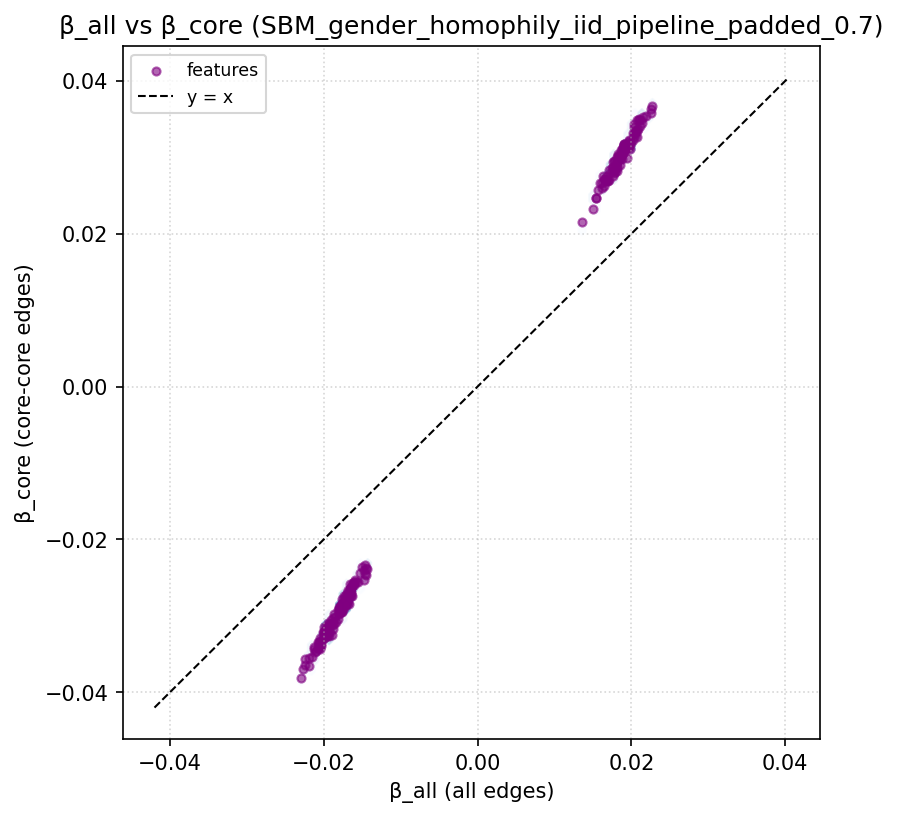 β_all vs β_core (SBM_gender_homophily_iid_pipeline_padded_0.7)
features
y = x
0.04
0.02
0.00
−0.02
−0.04
β_core (core-core edges)
−0.04
−0.02
0.00
0.02
0.04
β_all (all edges)